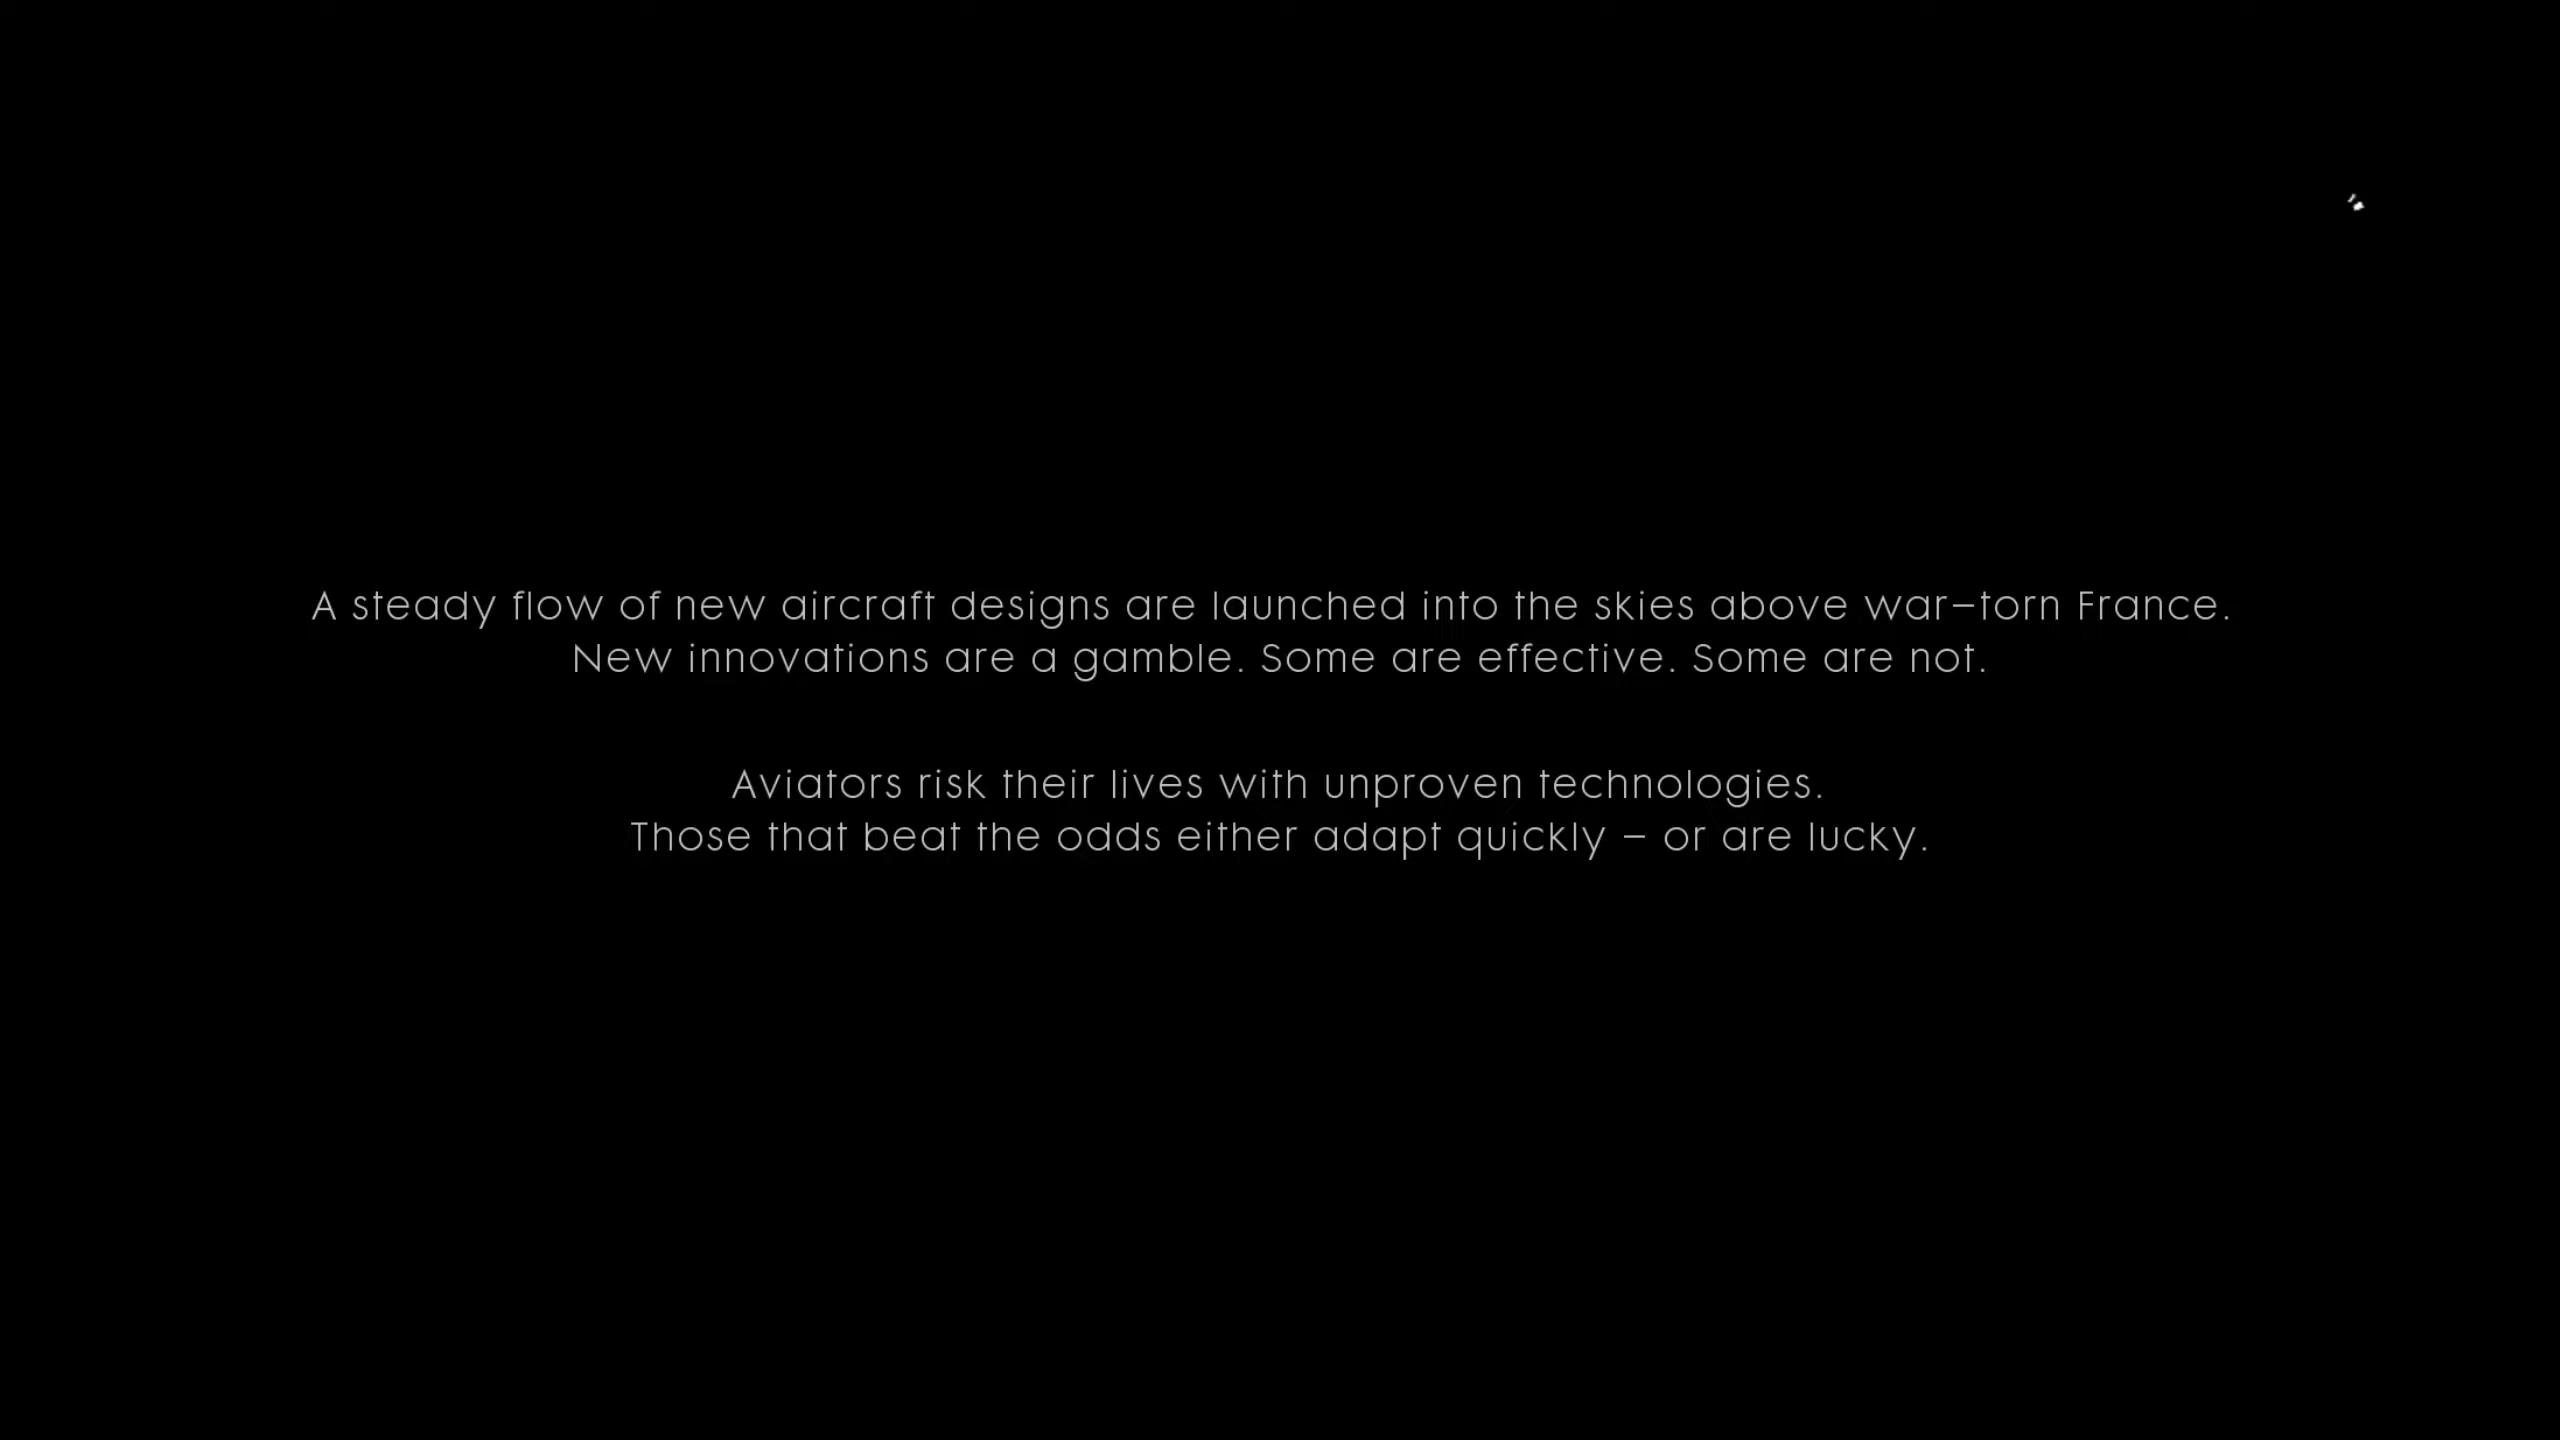 A steady flow of new aircraft designs are launched into the skies above war-torn France.
New innovations are a gamble. Some are effective. Some are not.
Aviators risk their lives with unproven technologies.
Those that beat the odds either adapt quickly - or are lucky.